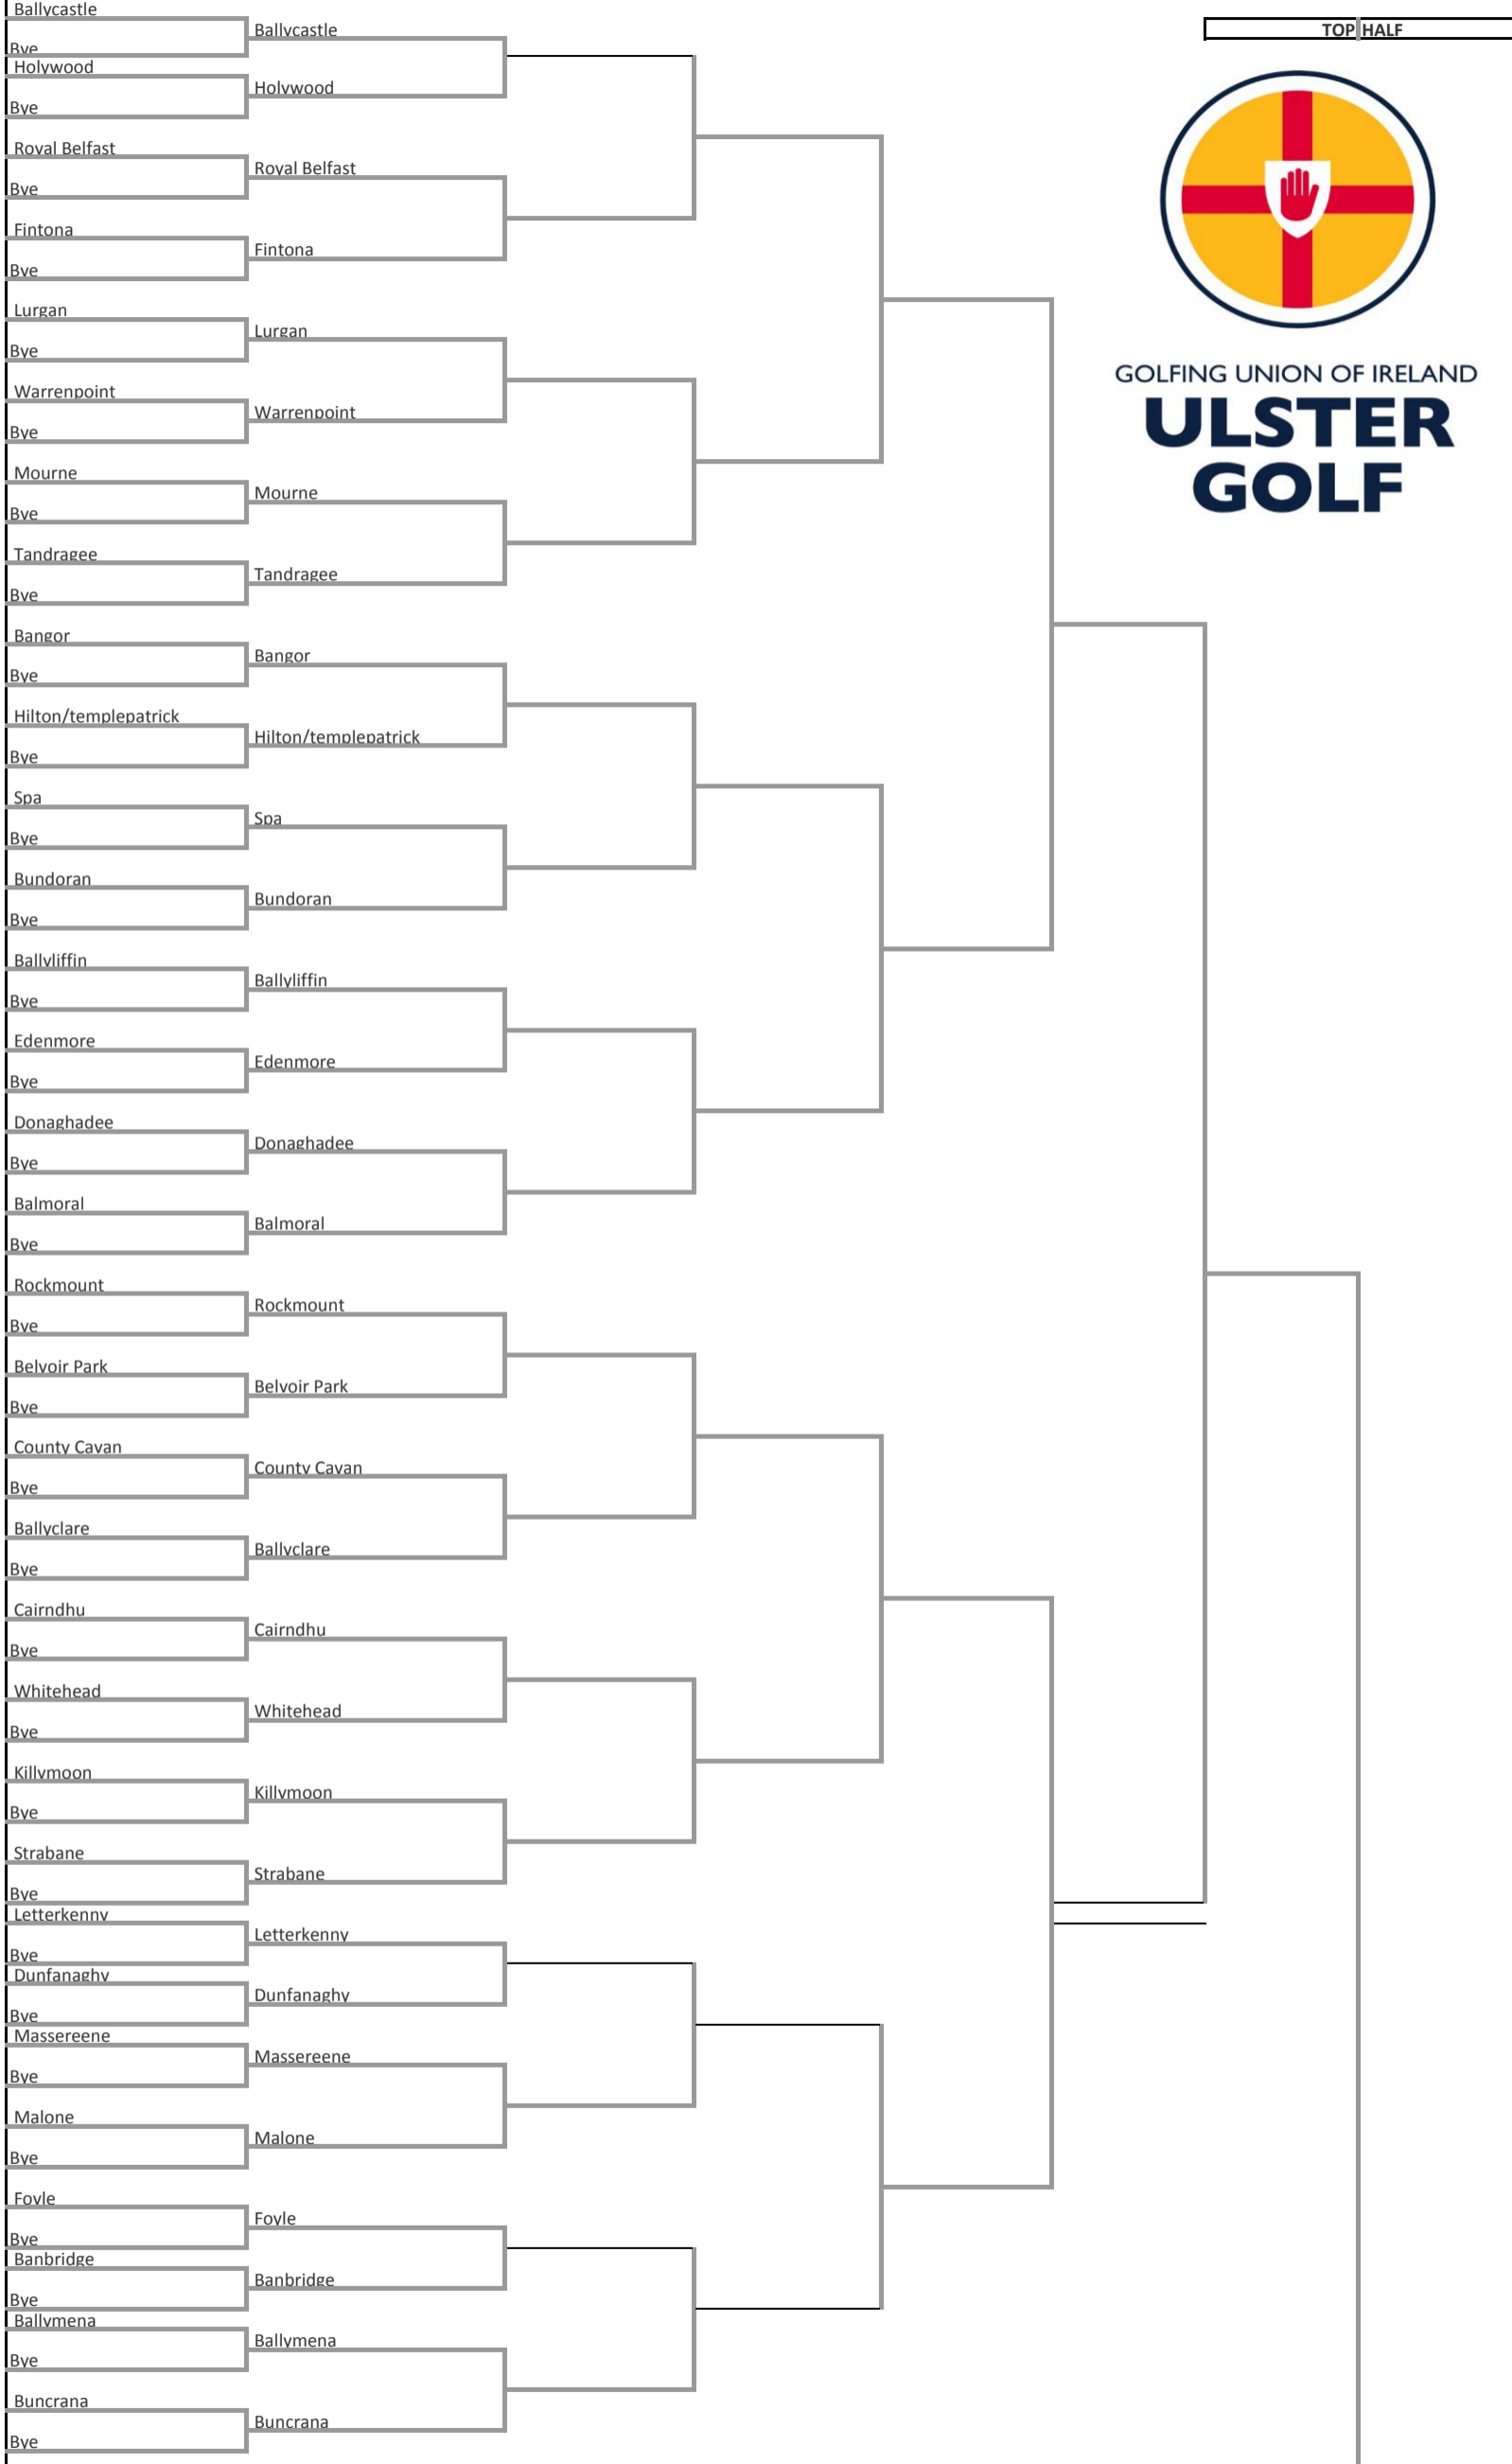 Ballycastle
TOP HALF
Ballycastle
Bye
Holywood
Holywood
Bye
Royal Belfast
Royal Belfast
Bye
Fintona
Fintona
Bye
Lurgan
Lurgan
Bye
GOLFING UNION OF IRELAND
Warrenpoint
ULSTER
Warrenpoint
Bye
Mourne
GOLF
Mourne
Bye
Tandragee
Tandragee
Bye
Bangor
Bangor
Bye
Hilton/templepatrick
Hilton/templepatrick
Bye
Spa
Spa
Bye
Bundoran
Bundoran
Bye
Ballyliffin
Ballyliffin
Bye
Edenmore
Edenmore
Bye
Donaghadee
Donaghadee
Bye
Balmoral
Balmoral
Bye
Rockmount
Rockmount
Bye
Belvoir Park
Belvoir Park
Bye
County Cavan
County Cavan
Bye
Ballyclare
Ballyclare
Bye
Cairndhu
Cairndhu
Bye
Whitehead
Whitehead
Bye
Killymoon
Killymoon
Bye
Strabane
Strabane
Bye
Letterkenny
Letterkenny
Bye
Dunfanaghy
Dunfanaghy
Bye
Massereene
Massereene
Bye
Malone
Malone
Bye
Foyle
Foyle
Bye
Banbridge
Banbridge
Bye
Ballymena
Ballymena
Bye
Buncrana
Buncrana
Bye